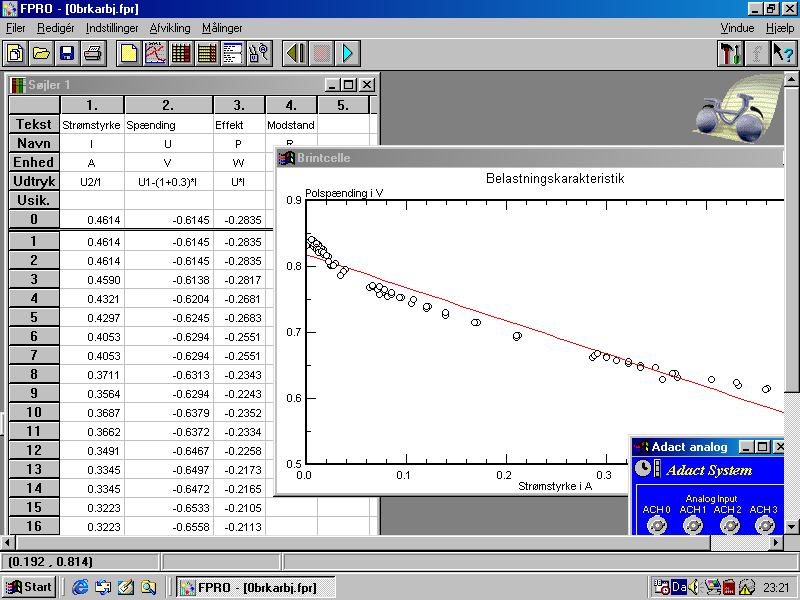 FPRO - [0brkarbj.fpr]
Filer Redigér Indstillinger Afvikling Målinger Vindue Hjælp
Søjler 1
1. 2. 3. 4. 5.
Tekst Strømstyrke Spænding Effekt Modstand
Navn I U P R
Enhed A V W
Udtryk U2/1 U1-(1+0.3)*I U*I
Usik.
0 0.4614 -0.6145 -0.2835
1 0.4614 -0.6145 -0.2835
2 0.4614 -0.6145 -0.2835
3 0.4590 -0.6138 -0.2817
4 0.4321 -0.6204 -0.2681
5 0.4297 -0.6245 -0.2683
6 0.4053 -0.6294 -0.2551
7 0.4053 -0.6294 -0.2551
8 0.3711 -0.6313 -0.2343
9 0.3564 -0.6294 -0.2243
10 0.3687 -0.6379 -0.2352
11 0.3662 -0.6372 -0.2334
12 0.3491 -0.6467 -0.2258
13 0.3345 -0.6497 -0.2173
14 0.3345 -0.6472 -0.2165
15 0.3223 -0.6533 -0.2105
16 0.3223 -0.6558 -0.2113
Brintcelle
Belastningskarakteristik
Polspænding i V
0.9
0.8
0.7
0.6
0.5
0.0 0.1 0.2 0.3
Strømstyrke i A
Adact analog
Adact System
Analog Input
ACH 0 ACH 1 ACH 2 ACH 3
(0.192 , 0.814)
Start FPRO - [0brkarbj.fpr] Da 23:21